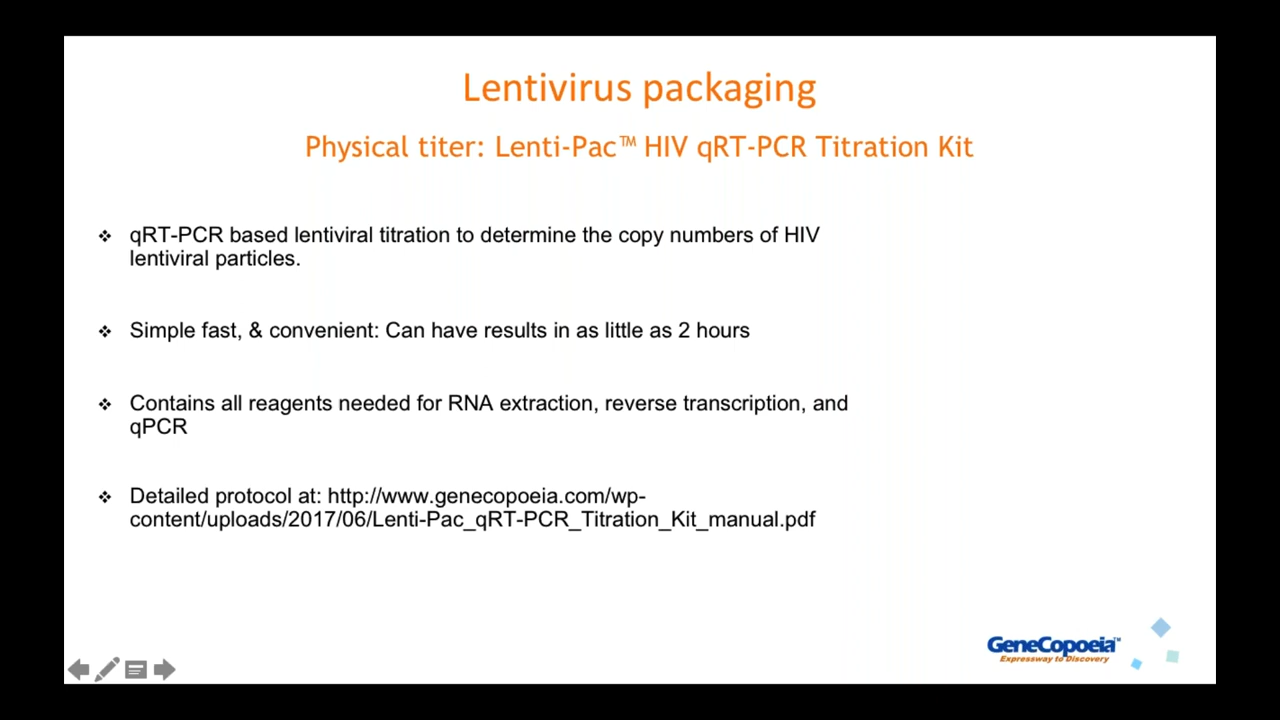 Lentivirus packaging
Physical titer: Lenti-Pac™ HIV qRT-PCR Titration Kit
❖ qRT-PCR based lentiviral titration to determine the copy numbers of HIV
lentiviral particles.
❖ Simple fast, & convenient: Can have results in as little as 2 hours
❖ Contains all reagents needed for RNA extraction, reverse transcription, and
qPCR
❖ Detailed protocol at: http://www.genecopoeia.com/wp-
content/uploads/2017/06/Lenti-Pac_qRT-PCR_Titration_Kit_manual.pdf
GeneCopoeia™
Expressway to Discovery